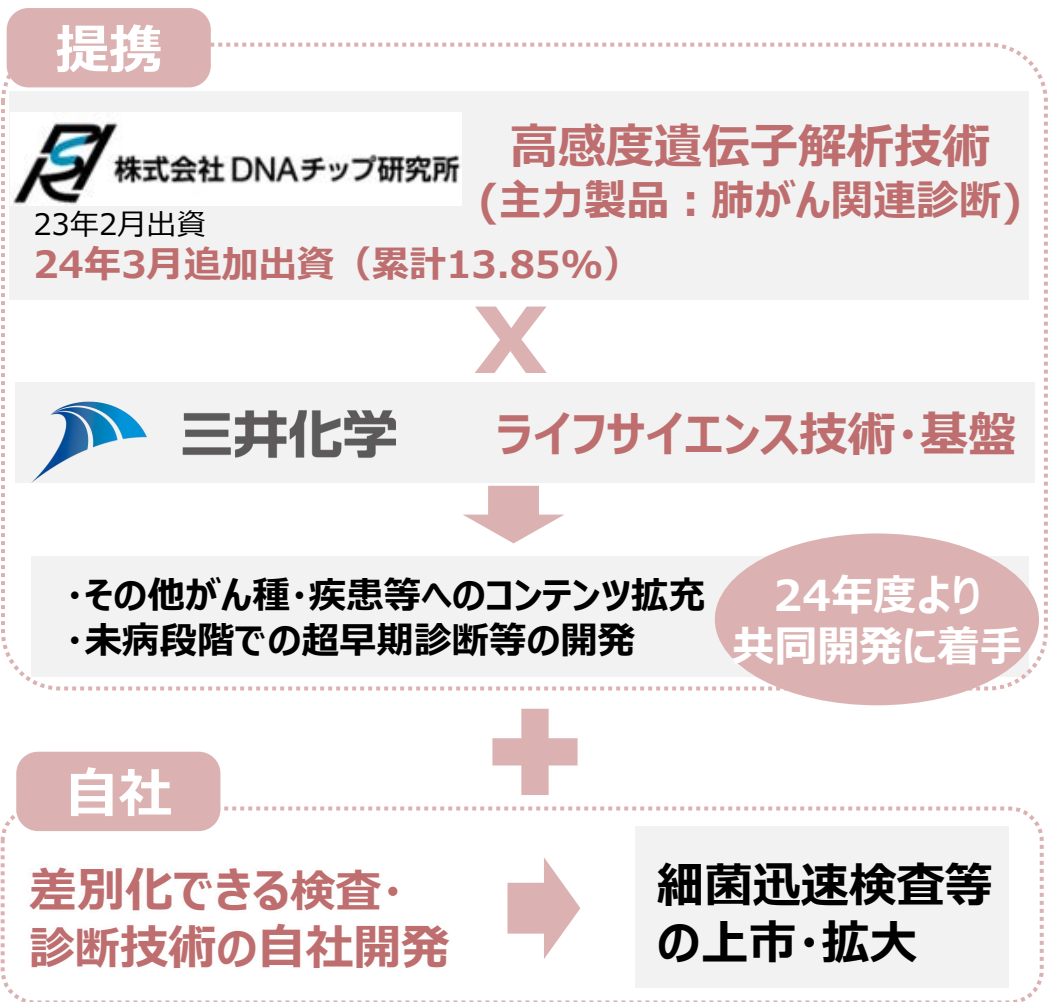 提携
株式会社 DNAチップ研究所
高感度遺伝子解析技術
(主力製品：肺がん関連診断)
23年2月出資
24年3月追加出資（累計13.85%）
X
三井化学
ライフサイエンス技術・基盤
・その他がん種・疾患等へのコンテンツ拡充
・未病段階での超早期診断等の開発
24年度より
共同開発に着手
自社
差別化できる検査・
診断技術の自社開発
細菌迅速検査等
の上市・拡大